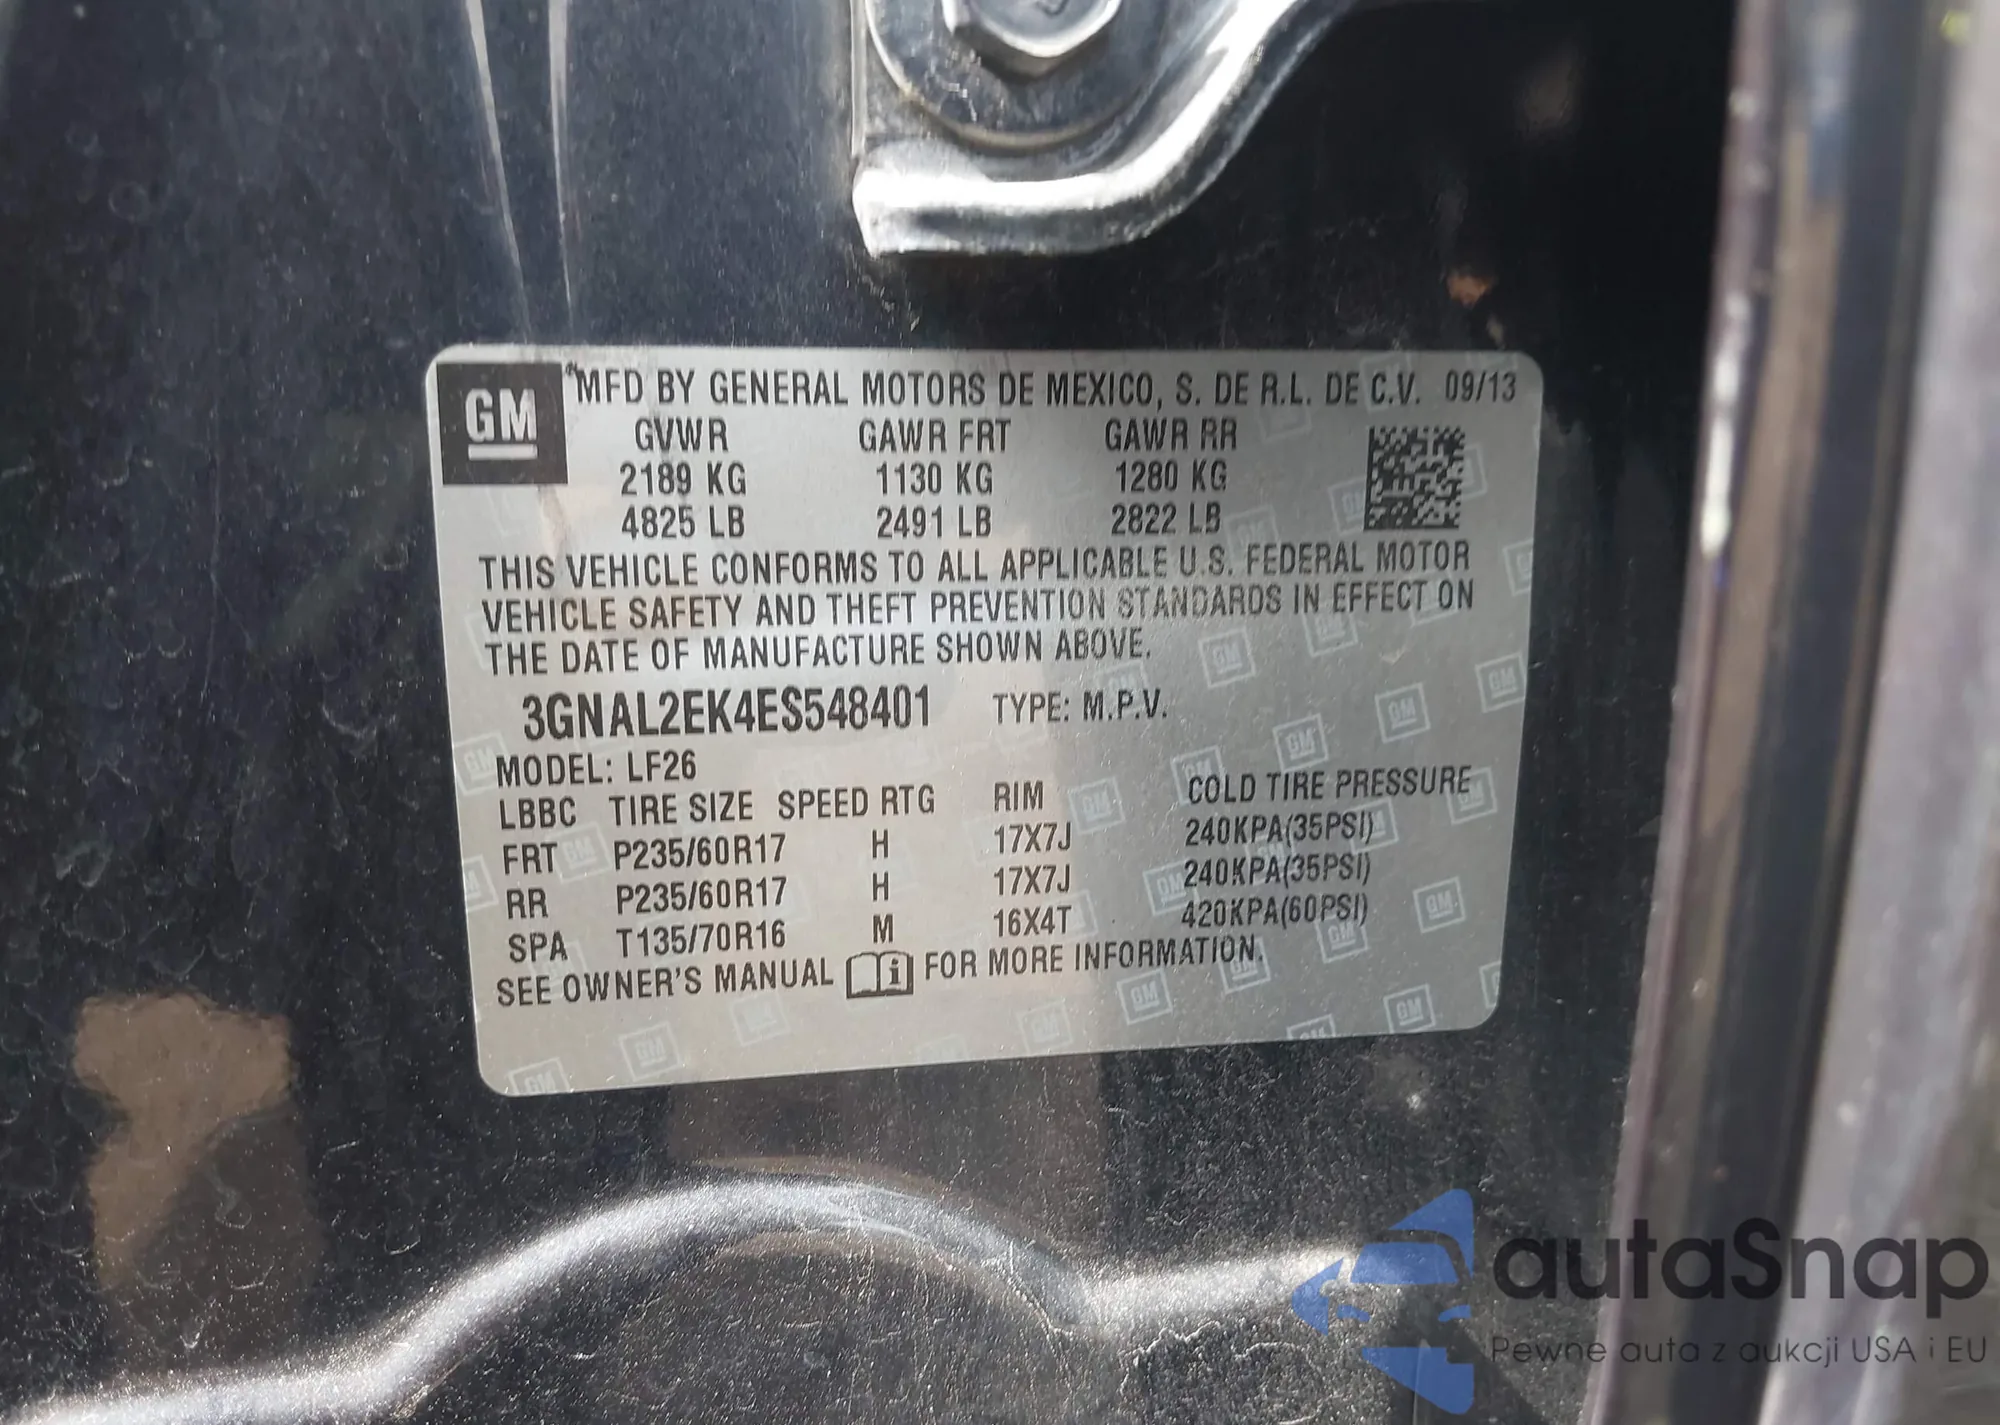 GM
MFD BY GENERAL MOTORS DE MEXICO, S. DE R.L. DE C.V. 09/13
GVWR GAWR FRT GAWR RR
2189 KG 1130 KG 1280 KG
4825 LB 2491 LB 2822 LB
THIS VEHICLE CONFORMS TO ALL APPLICABLE U.S. FEDERAL MOTOR
VEHICLE SAFETY AND THEFT PREVENTION STANDARDS IN EFFECT ON
THE DATE OF MANUFACTURE SHOWN ABOVE.
3GNAL2EK4ES548401 TYPE: M.P.V.
MODEL: LF26
LBBC TIRE SIZE SPEED RTG RIM COLD TIRE PRESSURE
FRT P235/60R17 H 17X7J 240KPA(35PSI)
RR P235/60R17 H 17X7J 240KPA(35PSI)
SPA T135/70R16 M 16X4T 420KPA(60PSI)
SEE OWNER'S MANUAL i FOR MORE INFORMATION.
autaSnap
Pewne auta z aukcji USA i EU